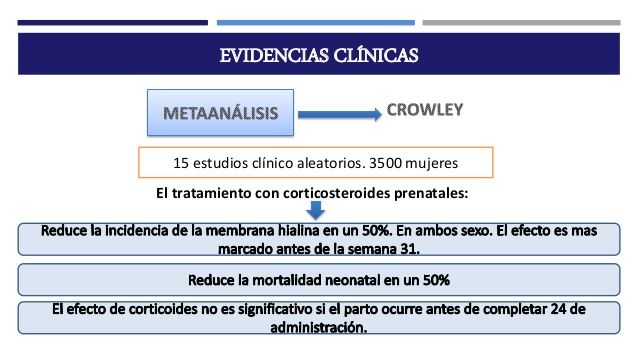 EVIDENCIAS CLÍNICAS
METAANÁLISIS
CROWLEY
15 estudios clínico aleatorios. 3500 mujeres
El tratamiento con corticosteroides prenatales:
Reduce la incidencia de la membrana hialina en un 50%. En ambos sexo. El efecto es mas
marcado antes de la semana 31.
Reduce la mortalidad neonatal en un 50%
El efecto de corticoides no es significativo si el parto ocurre antes de completar 24 de
administración.